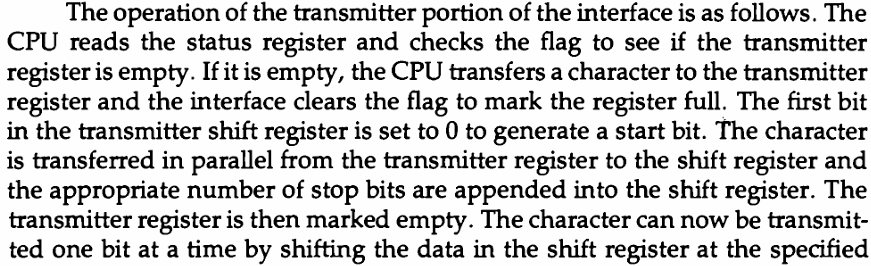 The operation of the transmitter portion of the interface is as follows. The
CPU reads the status register and checks the flag to see if the transmitter
register is empty. If it is empty, the CPU transfers a character to the transmitter
register and the interface clears the flag to mark the register full. The first bit
in the transmitter shift register is set to 0 to generate a start bit. The character
is transferred in parallel from the transmitter register to the shift register and
the appropriate number of stop bits are appended into the shift register. The
transmitter register is then marked empty. The character can now be transmit-
ted one bit at a time by shifting the data in the shift register at the specified